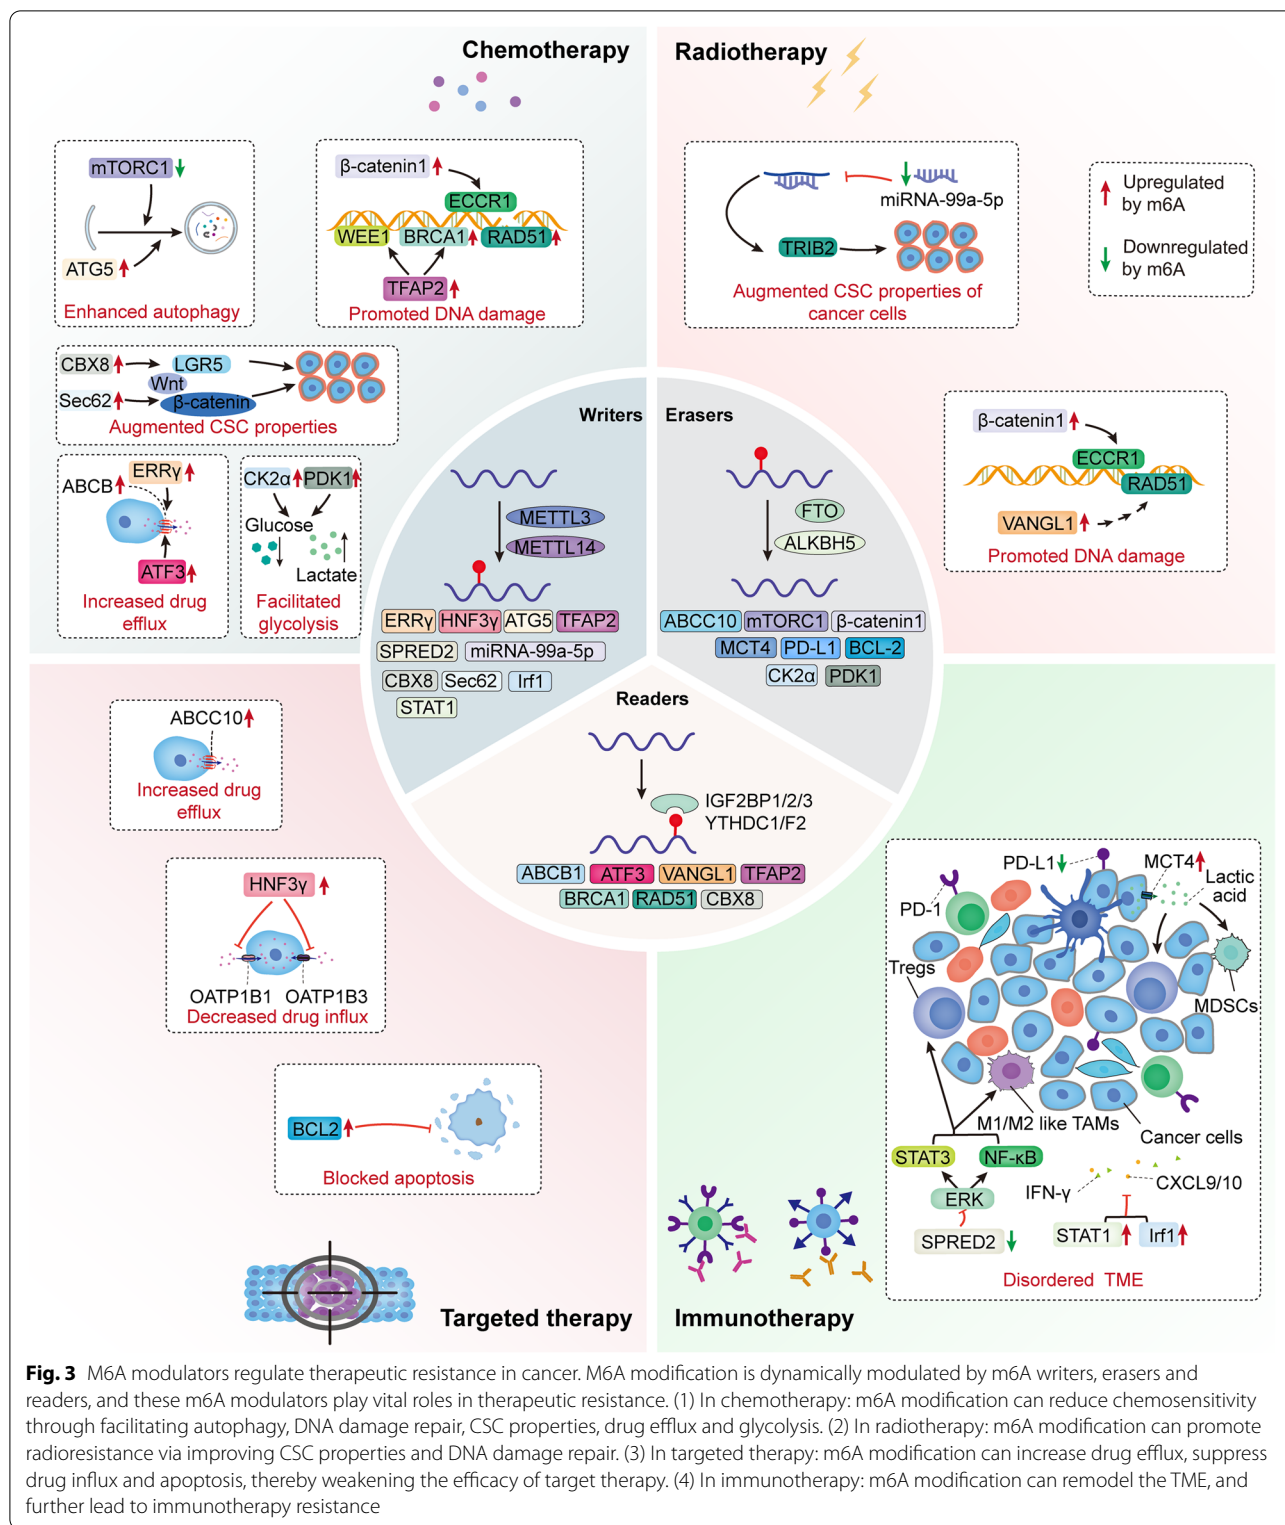 Chemotherapy
mTORC1
ATG5
Enhanced autophagy
β-catenin1
ECCR1
WEE1
BRCA1
RAD51
TFAP2
Promoted DNA damage
CBX8
LGR5
Wnt
Sec62
β-catenin
Augmented CSC properties
ERRγ
ABCB
ATF3
Increased drug
efflux
CK2α
PDK1
Glucose
Lactate
Facilitated
glycolysis
Radiotherapy
miRNA-99a-5p
TRIB2
Augmented CSC properties of
cancer cells
Upregulated
by m6A
Downregulated
by m6A
β-catenin1
ECCR1
RAD51
VANGL1
Promoted DNA damage
Writers
METTL3
METTL14
ERRγ HNF3γ ATG5 TFAP2
SPRED2 miRNA-99a-5p
CBX8 Sec62 Irf1
STAT1
Erasers
FTO
ALKBH5
ABCC10 mTORC1 β-catenin1
MCT4 PD-L1 BCL-2
CK2α PDK1
Readers
IGF2BP1/2/3
YTHDC1/F2
ABCB1 ATF3 VANGL1 TFAP2
BRCA1 RAD51 CBX8
ABCC10
Increased drug
efflux
HNF3γ
OATP1B1 OATP1B3
Decreased drug influx
BCL2
Blocked apoptosis
Targeted therapy
PD-L1
MCT4
Lactic
acid
PD-1
Tregs
MDSCs
M1/M2 like TAMs
Cancer cells
STAT3
NF-κB
IFN-γ
CXCL9/10
ERK
SPRED2
STAT1
Irf1
Disordered TME
Immunotherapy
Fig. 3 M6A modulators regulate therapeutic resistance in cancer. M6A modification is dynamically modulated by m6A writers, erasers and
readers, and these m6A modulators play vital roles in therapeutic resistance. (1) In chemotherapy: m6A modification can reduce chemosensitivity
through facilitating autophagy, DNA damage repair, CSC properties, drug efflux and glycolysis. (2) In radiotherapy: m6A modification can promote
radioresistance via improving CSC properties and DNA damage repair. (3) In targeted therapy: m6A modification can increase drug efflux, suppress
drug influx and apoptosis, thereby weakening the efficacy of target therapy. (4) In immunotherapy: m6A modification can remodel the TME, and
further lead to immunotherapy resistance